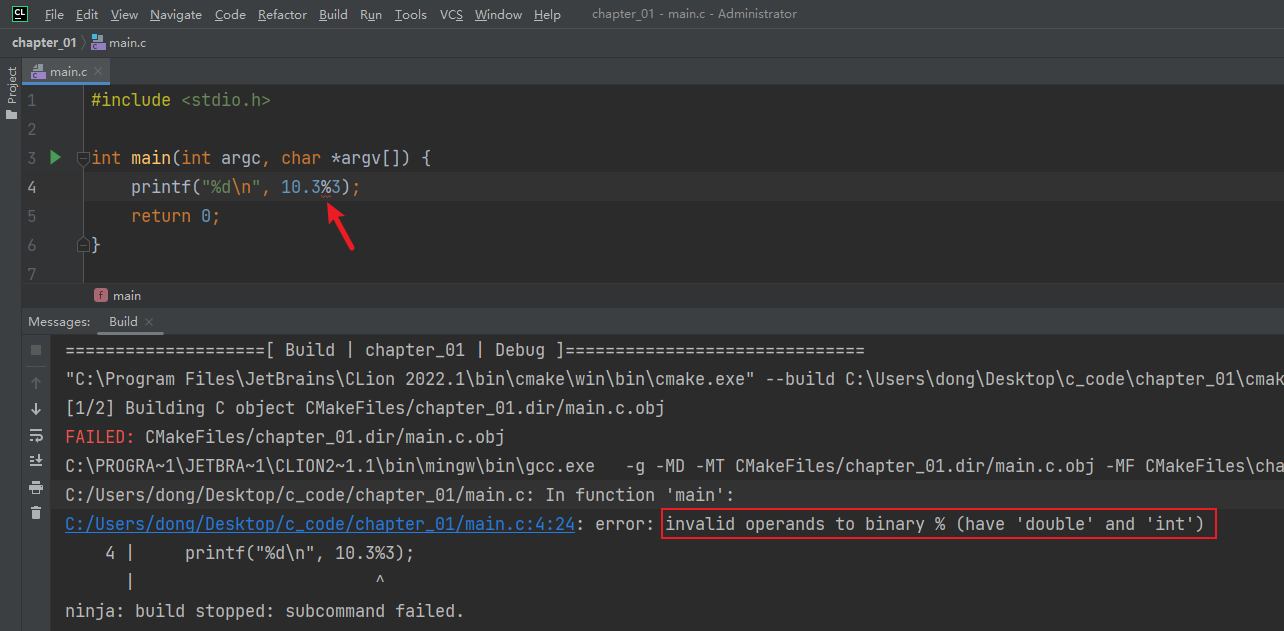 CL File Edit View Navigate Code Refactor Build Run Tools VCS Window Help chapter_01 - main.c - Administrator
chapter_01 main.c
Project
main.c
1 #include <stdio.h>
2
3 int main(int argc, char *argv[]) {
4 printf("%d\n", 10.3%3);
5 return 0;
6 }
7
f main
Messages: Build
====================[ Build | chapter_01 | Debug ]==============================
"C:\Program Files\JetBrains\CLion 2022.1\bin\cmake\win\bin\cmake.exe" --build C:\Users\dong\Desktop\c_code\chapter_01\cmak
[1/2] Building C object CMakeFiles/chapter_01.dir/main.c.obj
FAILED: CMakeFiles/chapter_01.dir/main.c.obj
C:\PROGRA~1\JETBRA~1\CLION2~1.1\bin\mingw\bin\gcc.exe -g -MD -MT CMakeFiles/chapter_01.dir/main.c.obj -MF CMakeFiles\cha
C:/Users/dong/Desktop/c_code/chapter_01/main.c: In function 'main':
C:/Users/dong/Desktop/c_code/chapter_01/main.c:4:24: error: invalid operands to binary % (have 'double' and 'int')
4 | printf("%d\n", 10.3%3);
| ^
ninja: build stopped: subcommand failed.